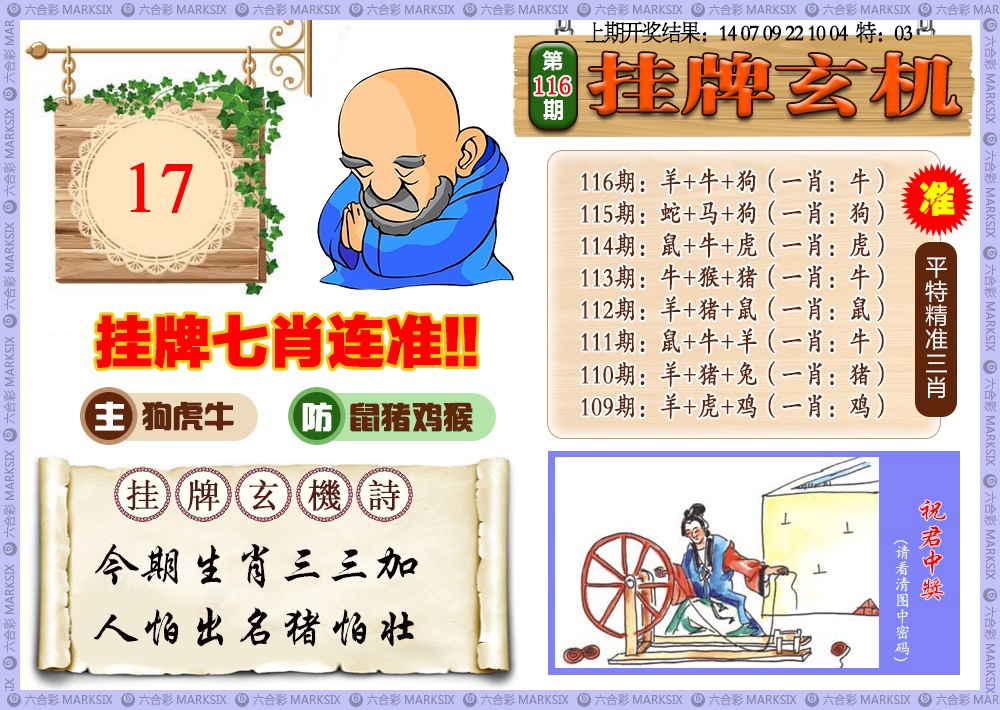 上期开奖结果：14 07 09 22 10 04 特：03
第116期
挂牌玄机
17
挂牌七肖连准!!
主 狗虎牛
防 鼠猪鸡猴
挂牌玄機詩
今期生肖三三加
人怕出名猪怕壮
116期：羊+牛+狗（一肖：牛）
115期：蛇+马+狗（一肖：狗）
114期：鼠+牛+虎（一肖：虎）
113期：牛+猴+猪（一肖：牛）
112期：羊+猪+鼠（一肖：鼠）
111期：鼠+牛+羊（一肖：牛）
110期：羊+猪+兔（一肖：猪）
109期：羊+虎+鸡（一肖：鸡）
准
平特精准三肖
祝君中獎
（请看清图中密码）
六合彩 MARKSIX